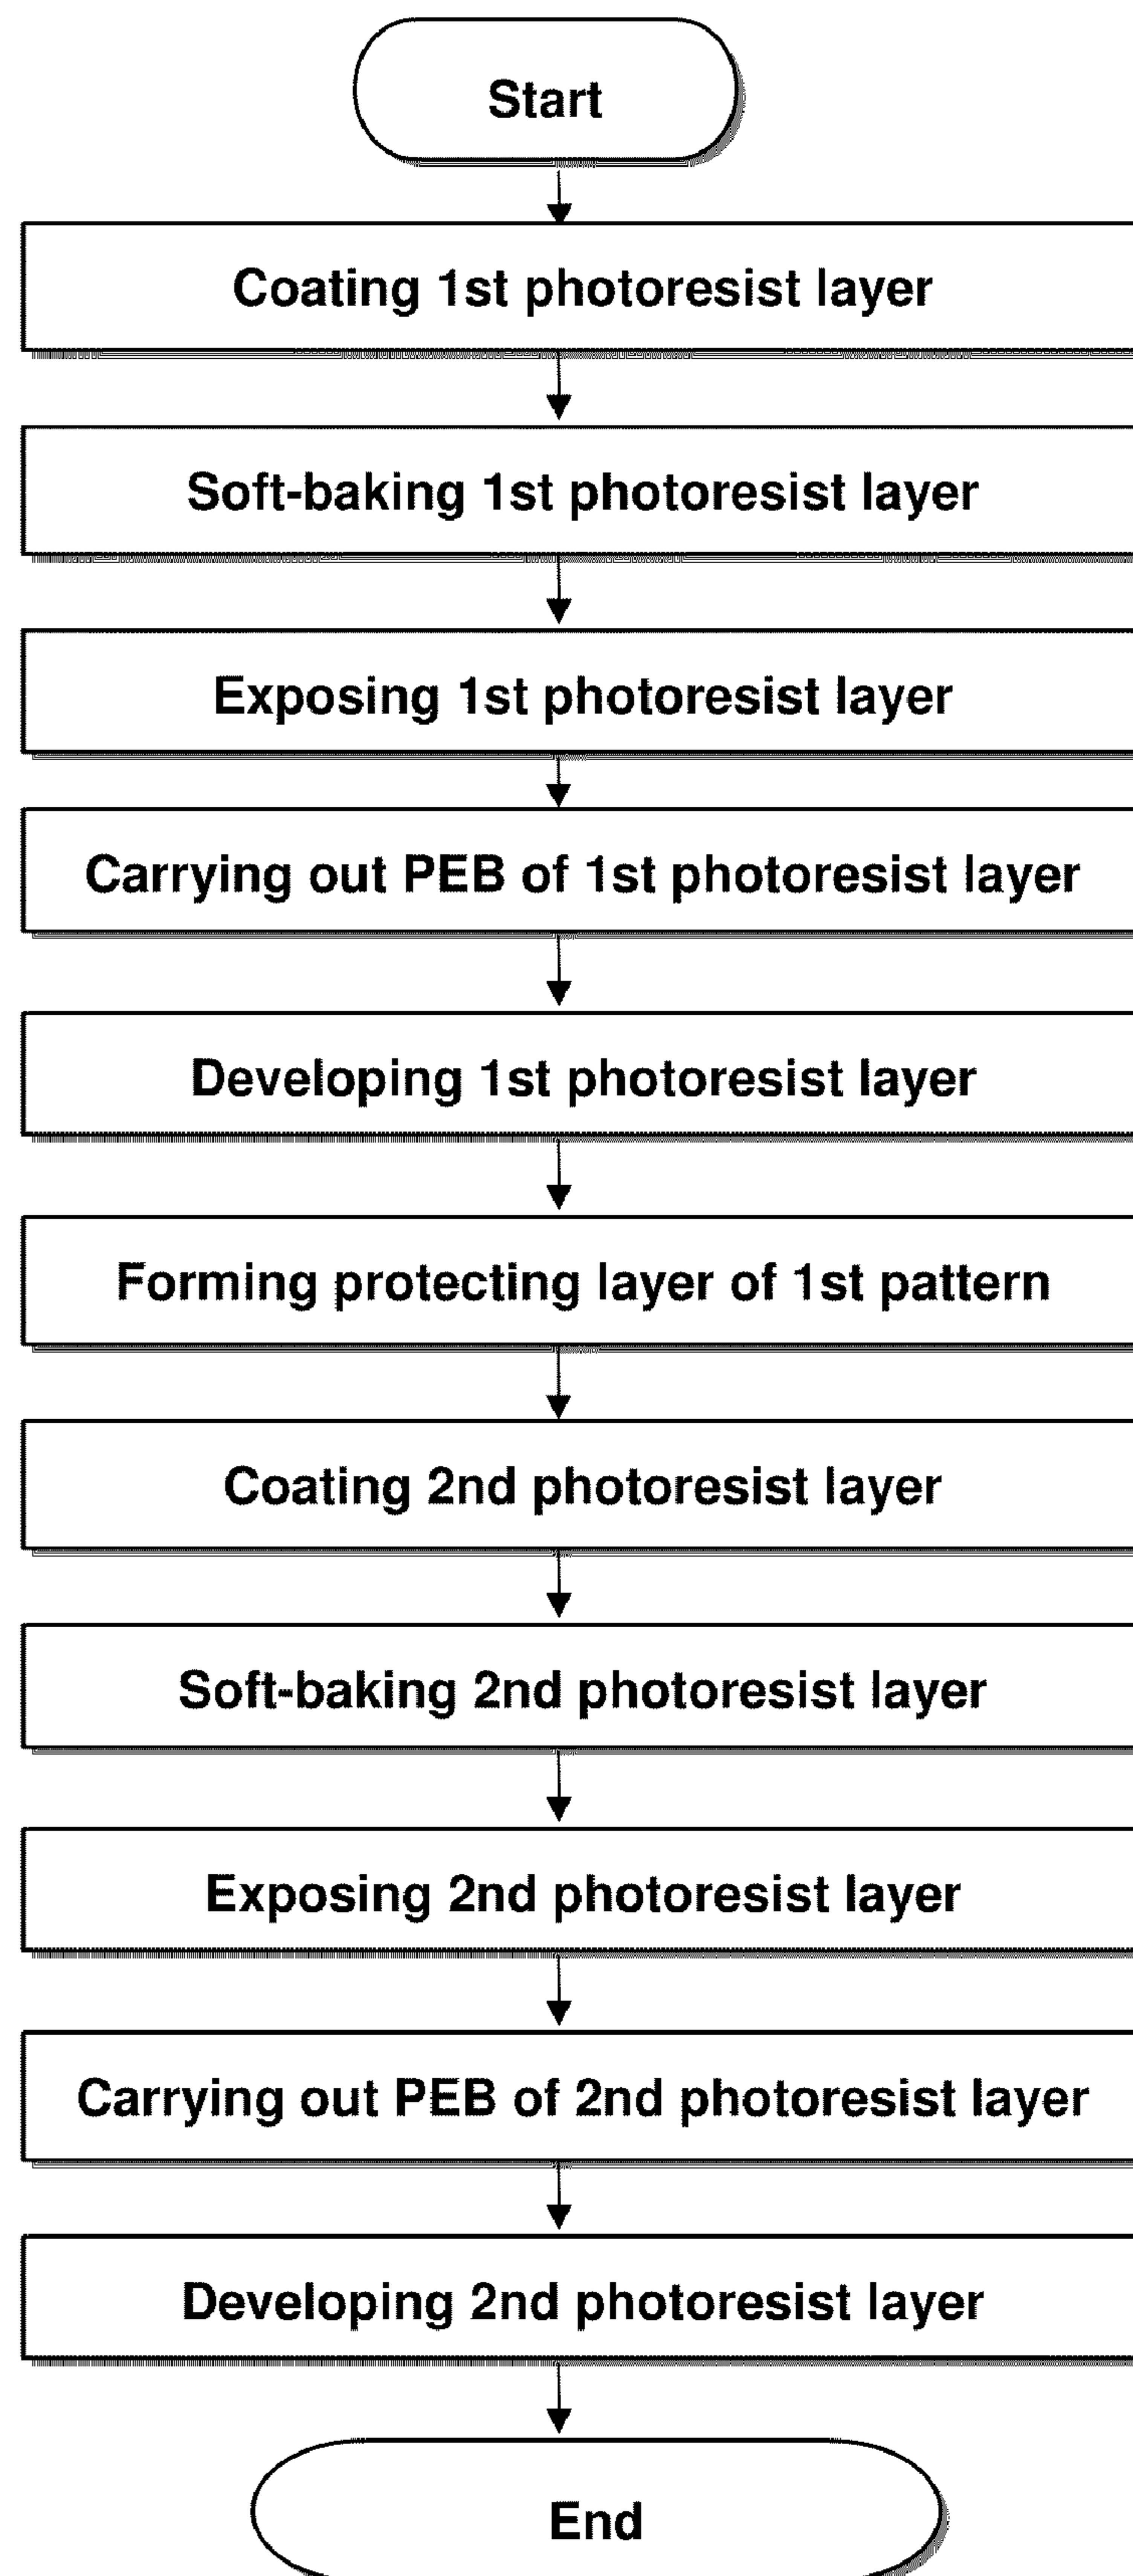 Start
Coating 1st photoresist layer
Soft-baking 1st photoresist layer
Exposing 1st photoresist layer
Carrying out PEB of 1st photoresist layer
Developing 1st photoresist layer
Forming protecting layer of 1st pattern
Coating 2nd photoresist layer
Soft-baking 2nd photoresist layer
Exposing 2nd photoresist layer
Carrying out PEB of 2nd photoresist layer
Developing 2nd photoresist layer
End